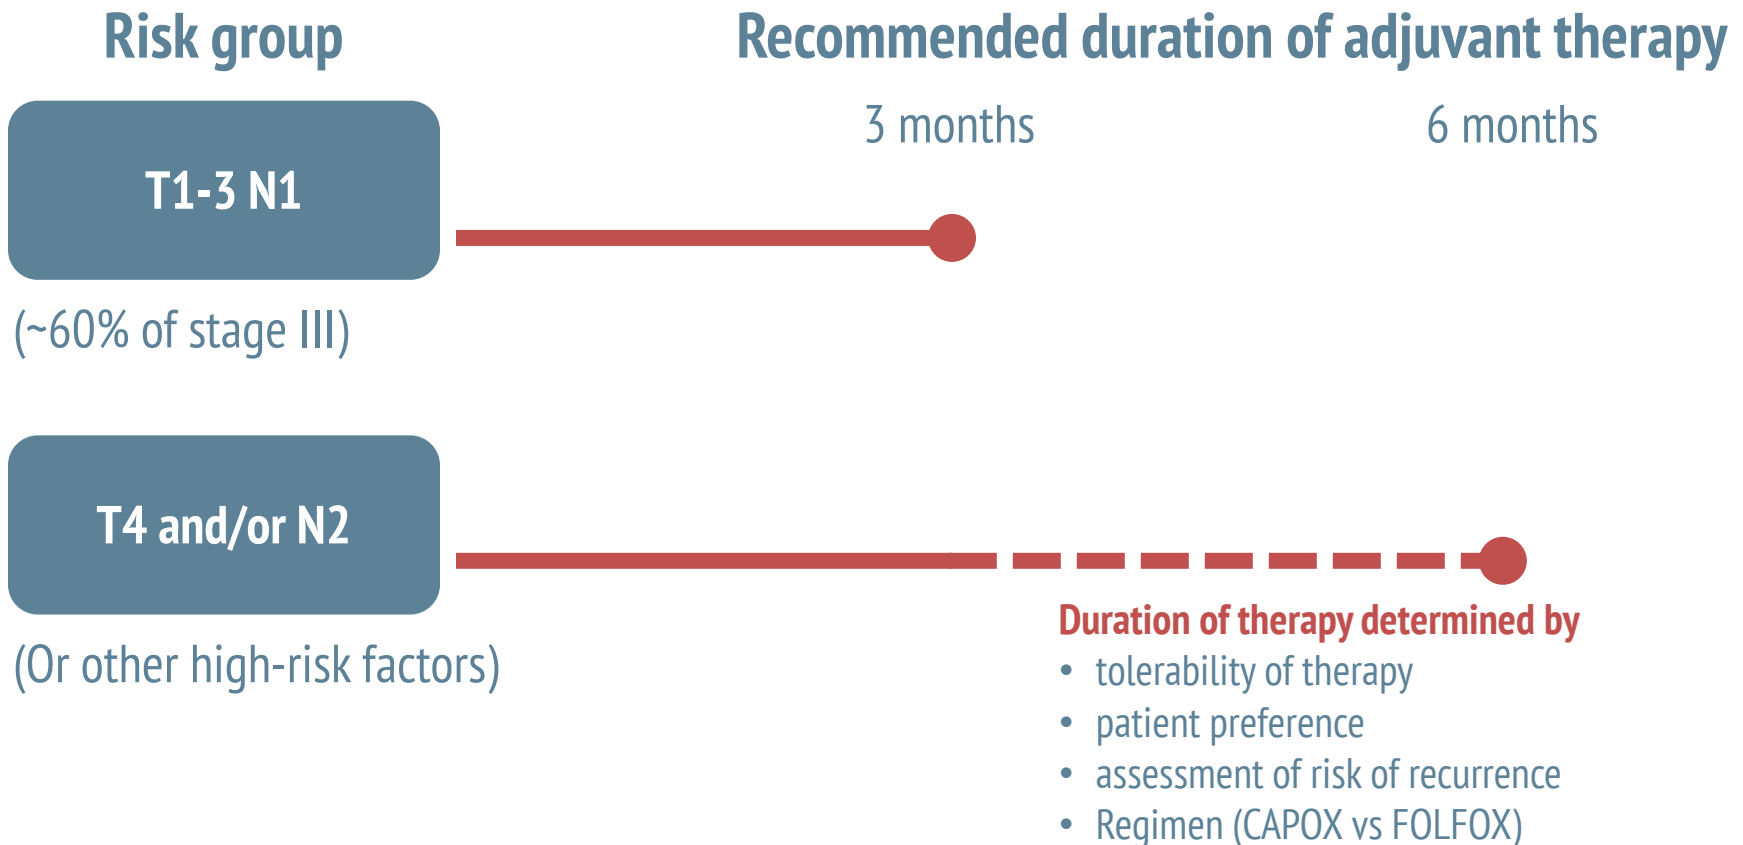 Risk group
Recommended duration of adjuvant therapy
3 months
6 months
T1-3 N1
(~60% of stage III)
T4 and/or N2
(Or other high-risk factors)
Duration of therapy determined by
• tolerability of therapy
• patient preference
• assessment of risk of recurrence
• Regimen (CAPOX vs FOLFOX)